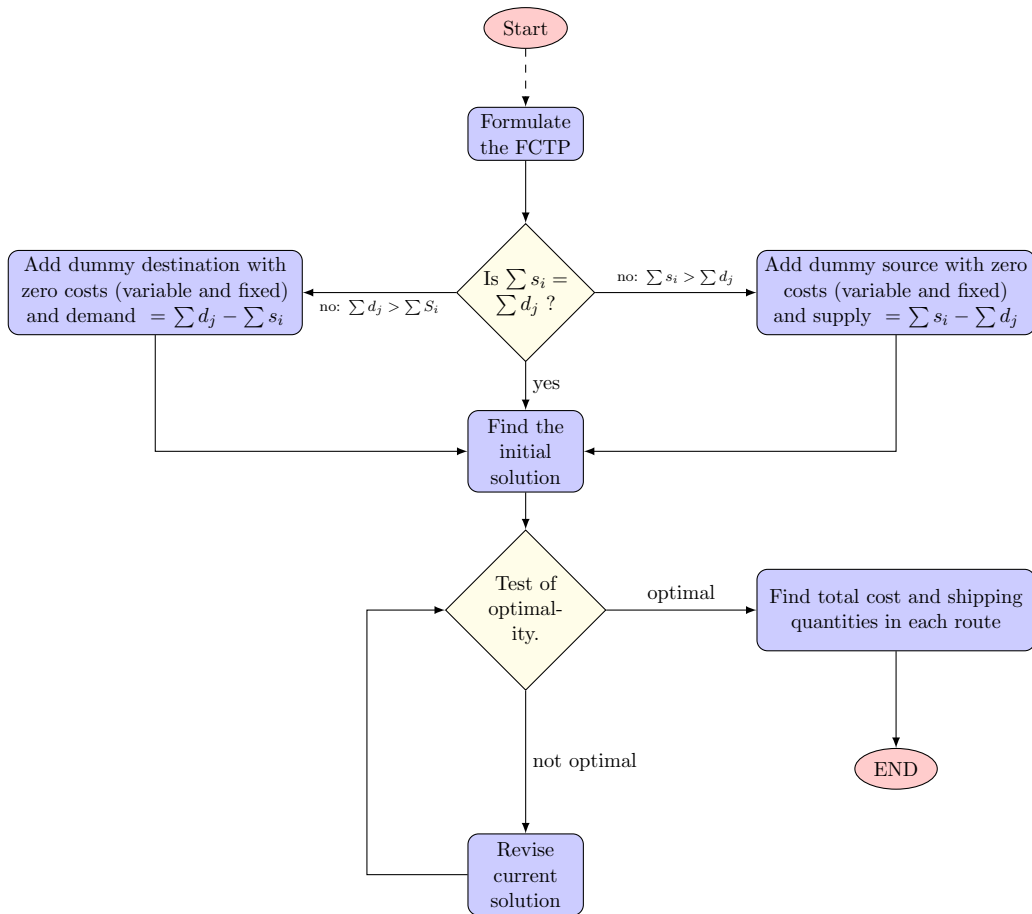 Start
Formulate
the FCTP
Is ∑ s_i =
∑ d_j ?
no: ∑ d_j > ∑ S_i
no: ∑ s_i > ∑ d_j
Add dummy destination with
zero costs (variable and fixed)
and demand = ∑ d_j − ∑ s_i
Add dummy source with zero
costs (variable and fixed)
and supply = ∑ s_i − ∑ d_j
yes
Find the
initial
solution
Test of
optimal-
ity.
optimal
Find total cost and shipping
quantities in each route
not optimal
END
Revise
current
solution